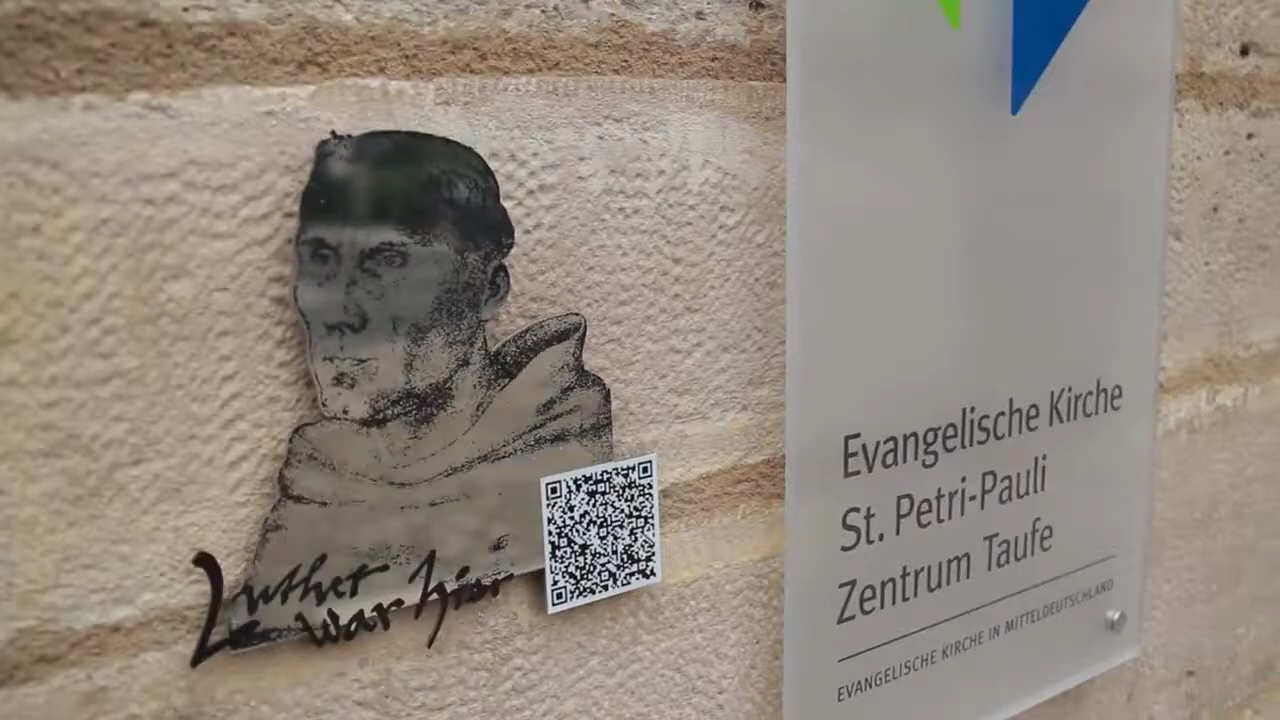 Luther
war hier
Evangelische Kirche
St. Petri-Pauli
Zentrum Taufe
EVANGELISCHE KIRCHE IN MITTELDEUTSCHLAND